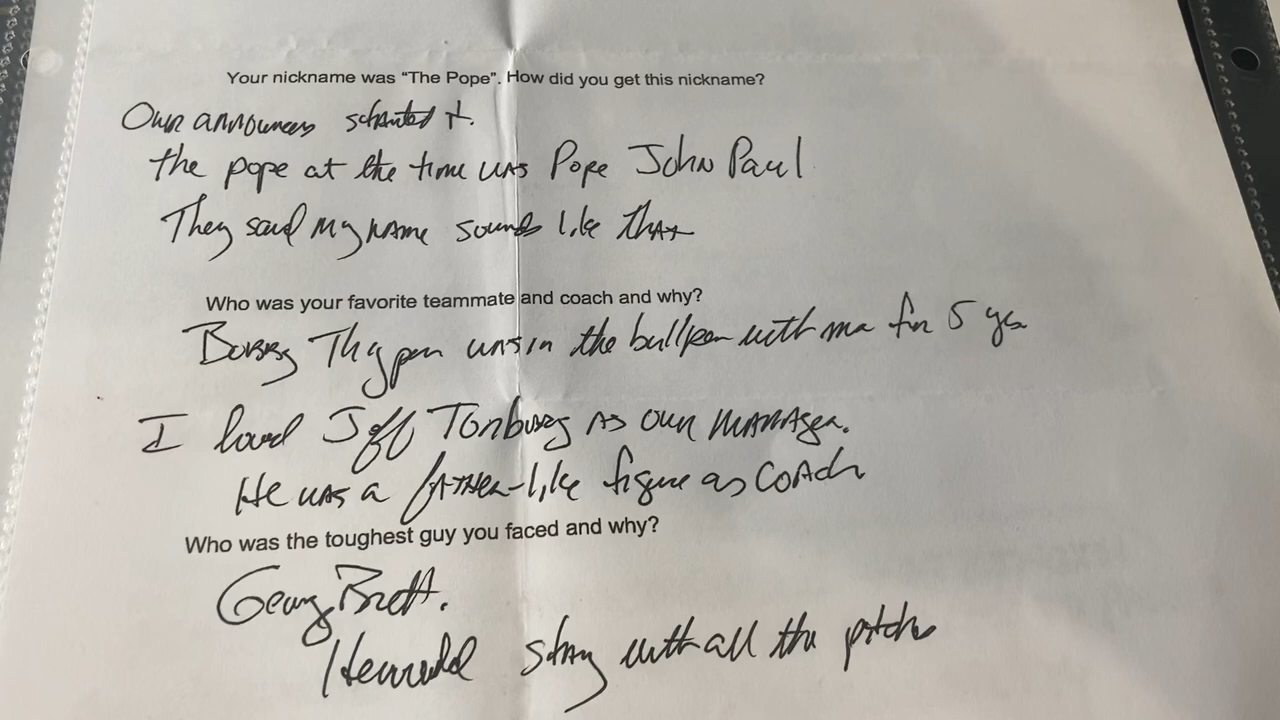 Your nickname was “The Pope”. How did you get this nickname?
Our announcers started it.
the pope at the time was Pope John Paul
They said my name sounds like that
Who was your favorite teammate and coach and why?
Bobby Thigpen was in the bullpen with me for 5 yrs
I loved Jeff Torborg as our manager.
He was a father-like figure as coach
Who was the toughest guy you faced and why?
George Brett.
He would stay with all the pitches